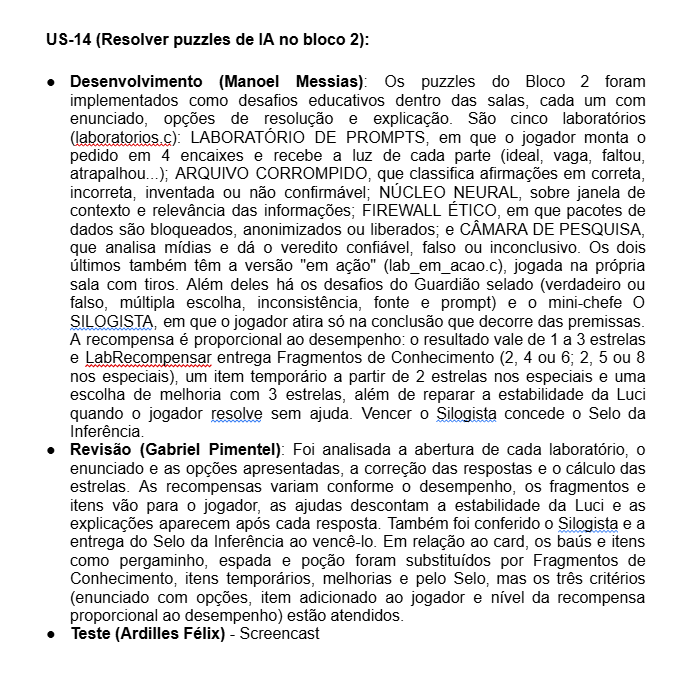 US-14 (Resolver puzzles de IA no bloco 2):
● Desenvolvimento (Manoel Messias): Os puzzles do Bloco 2 foram
implementados como desafios educativos dentro das salas, cada um com
enunciado, opções de resolução e explicação. São cinco laboratórios
(laboratorios.c): LABORATÓRIO DE PROMPTS, em que o jogador monta o
pedido em 4 encaixes e recebe a luz de cada parte (ideal, vaga, faltou,
atrapalhou...); ARQUIVO CORROMPIDO, que classifica afirmações em correta,
incorreta, inventada ou não confirmável; NÚCLEO NEURAL, sobre janela de
contexto e relevância das informações; FIREWALL ÉTICO, em que pacotes de
dados são bloqueados, anonimizados ou liberados; e CÂMARA DE PESQUISA,
que analisa mídias e dá o veredito confiável, falso ou inconclusivo. Os dois
últimos também têm a versão "em ação" (lab_em_acao.c), jogada na própria
sala com tiros. Além deles há os desafios do Guardião selado (verdadeiro ou
falso, múltipla escolha, inconsistência, fonte e prompt) e o mini-chefe O
SILOGISTA, em que o jogador atira só na conclusão que decorre das premissas.
A recompensa é proporcional ao desempenho: o resultado vale de 1 a 3 estrelas
e LabRecompensar entrega Fragmentos de Conhecimento (2, 4 ou 6; 2, 5 ou 8
nos especiais), um item temporário a partir de 2 estrelas nos especiais e uma
escolha de melhoria com 3 estrelas, além de reparar a estabilidade da Luci
quando o jogador resolve sem ajuda. Vencer o Silogista concede o Selo da
Inferência.
● Revisão (Gabriel Pimentel): Foi analisada a abertura de cada laboratório, o
enunciado e as opções apresentadas, a correção das respostas e o cálculo das
estrelas. As recompensas variam conforme o desempenho, os fragmentos e
itens vão para o jogador, as ajudas descontam a estabilidade da Luci e as
explicações aparecem após cada resposta. Também foi conferido o Silogista e a
entrega do Selo da Inferência ao vencê-lo. Em relação ao card, os baús e itens
como pergaminho, espada e poção foram substituídos por Fragmentos de
Conhecimento, itens temporários, melhorias e pelo Selo, mas os três critérios
(enunciado com opções, item adicionado ao jogador e nível da recompensa
proporcional ao desempenho) estão atendidos.
● Teste (Ardilles Félix) - Screencast